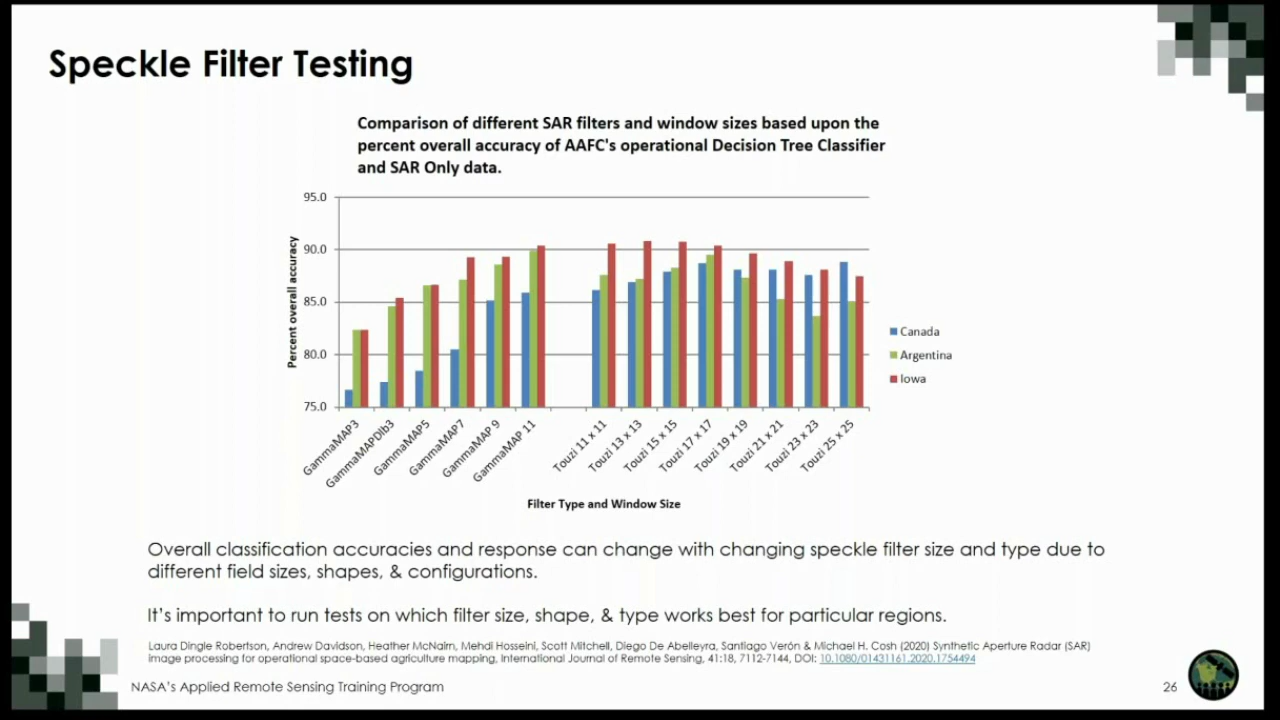 Speckle Filter Testing
Comparison of different SAR filters and window sizes based upon the
percent overall accuracy of AAFC's operational Decision Tree Classifier
and SAR Only data.
95.0
90.0
85.0
80.0
75.0
Percent overall accuracy
Canada
Argentina
Iowa
GammaMAP3
GammaMAPDlb3
GammaMAP5
GammaMAP7
GammaMAP 9
GammaMAP 11
Touzi 11 x 11
Touzi 13 x 13
Touzi 15 x 15
Touzi 17 x 17
Touzi 19 x 19
Touzi 21 x 21
Touzi 23 x 23
Touzi 25 x 25
Filter Type and Window Size
Overall classification accuracies and response can change with changing speckle filter size and type due to
different field sizes, shapes, & configurations.
It's important to run tests on which filter size, shape, & type works best for particular regions.
Laura Dingle Robertson, Andrew Davidson, Heather McNairn, Mehdi Hosseini, Scott Mitchell, Diego De Abelleyra, Santiago Verón & Michael H. Cosh (2020) Synthetic Aperture Radar (SAR)
image processing for operational space-based agriculture mapping, International Journal of Remote Sensing, 41:18, 7112-7144, DOI: 10.1080/01431161.2020.1754494
NASA's Applied Remote Sensing Training Program
26